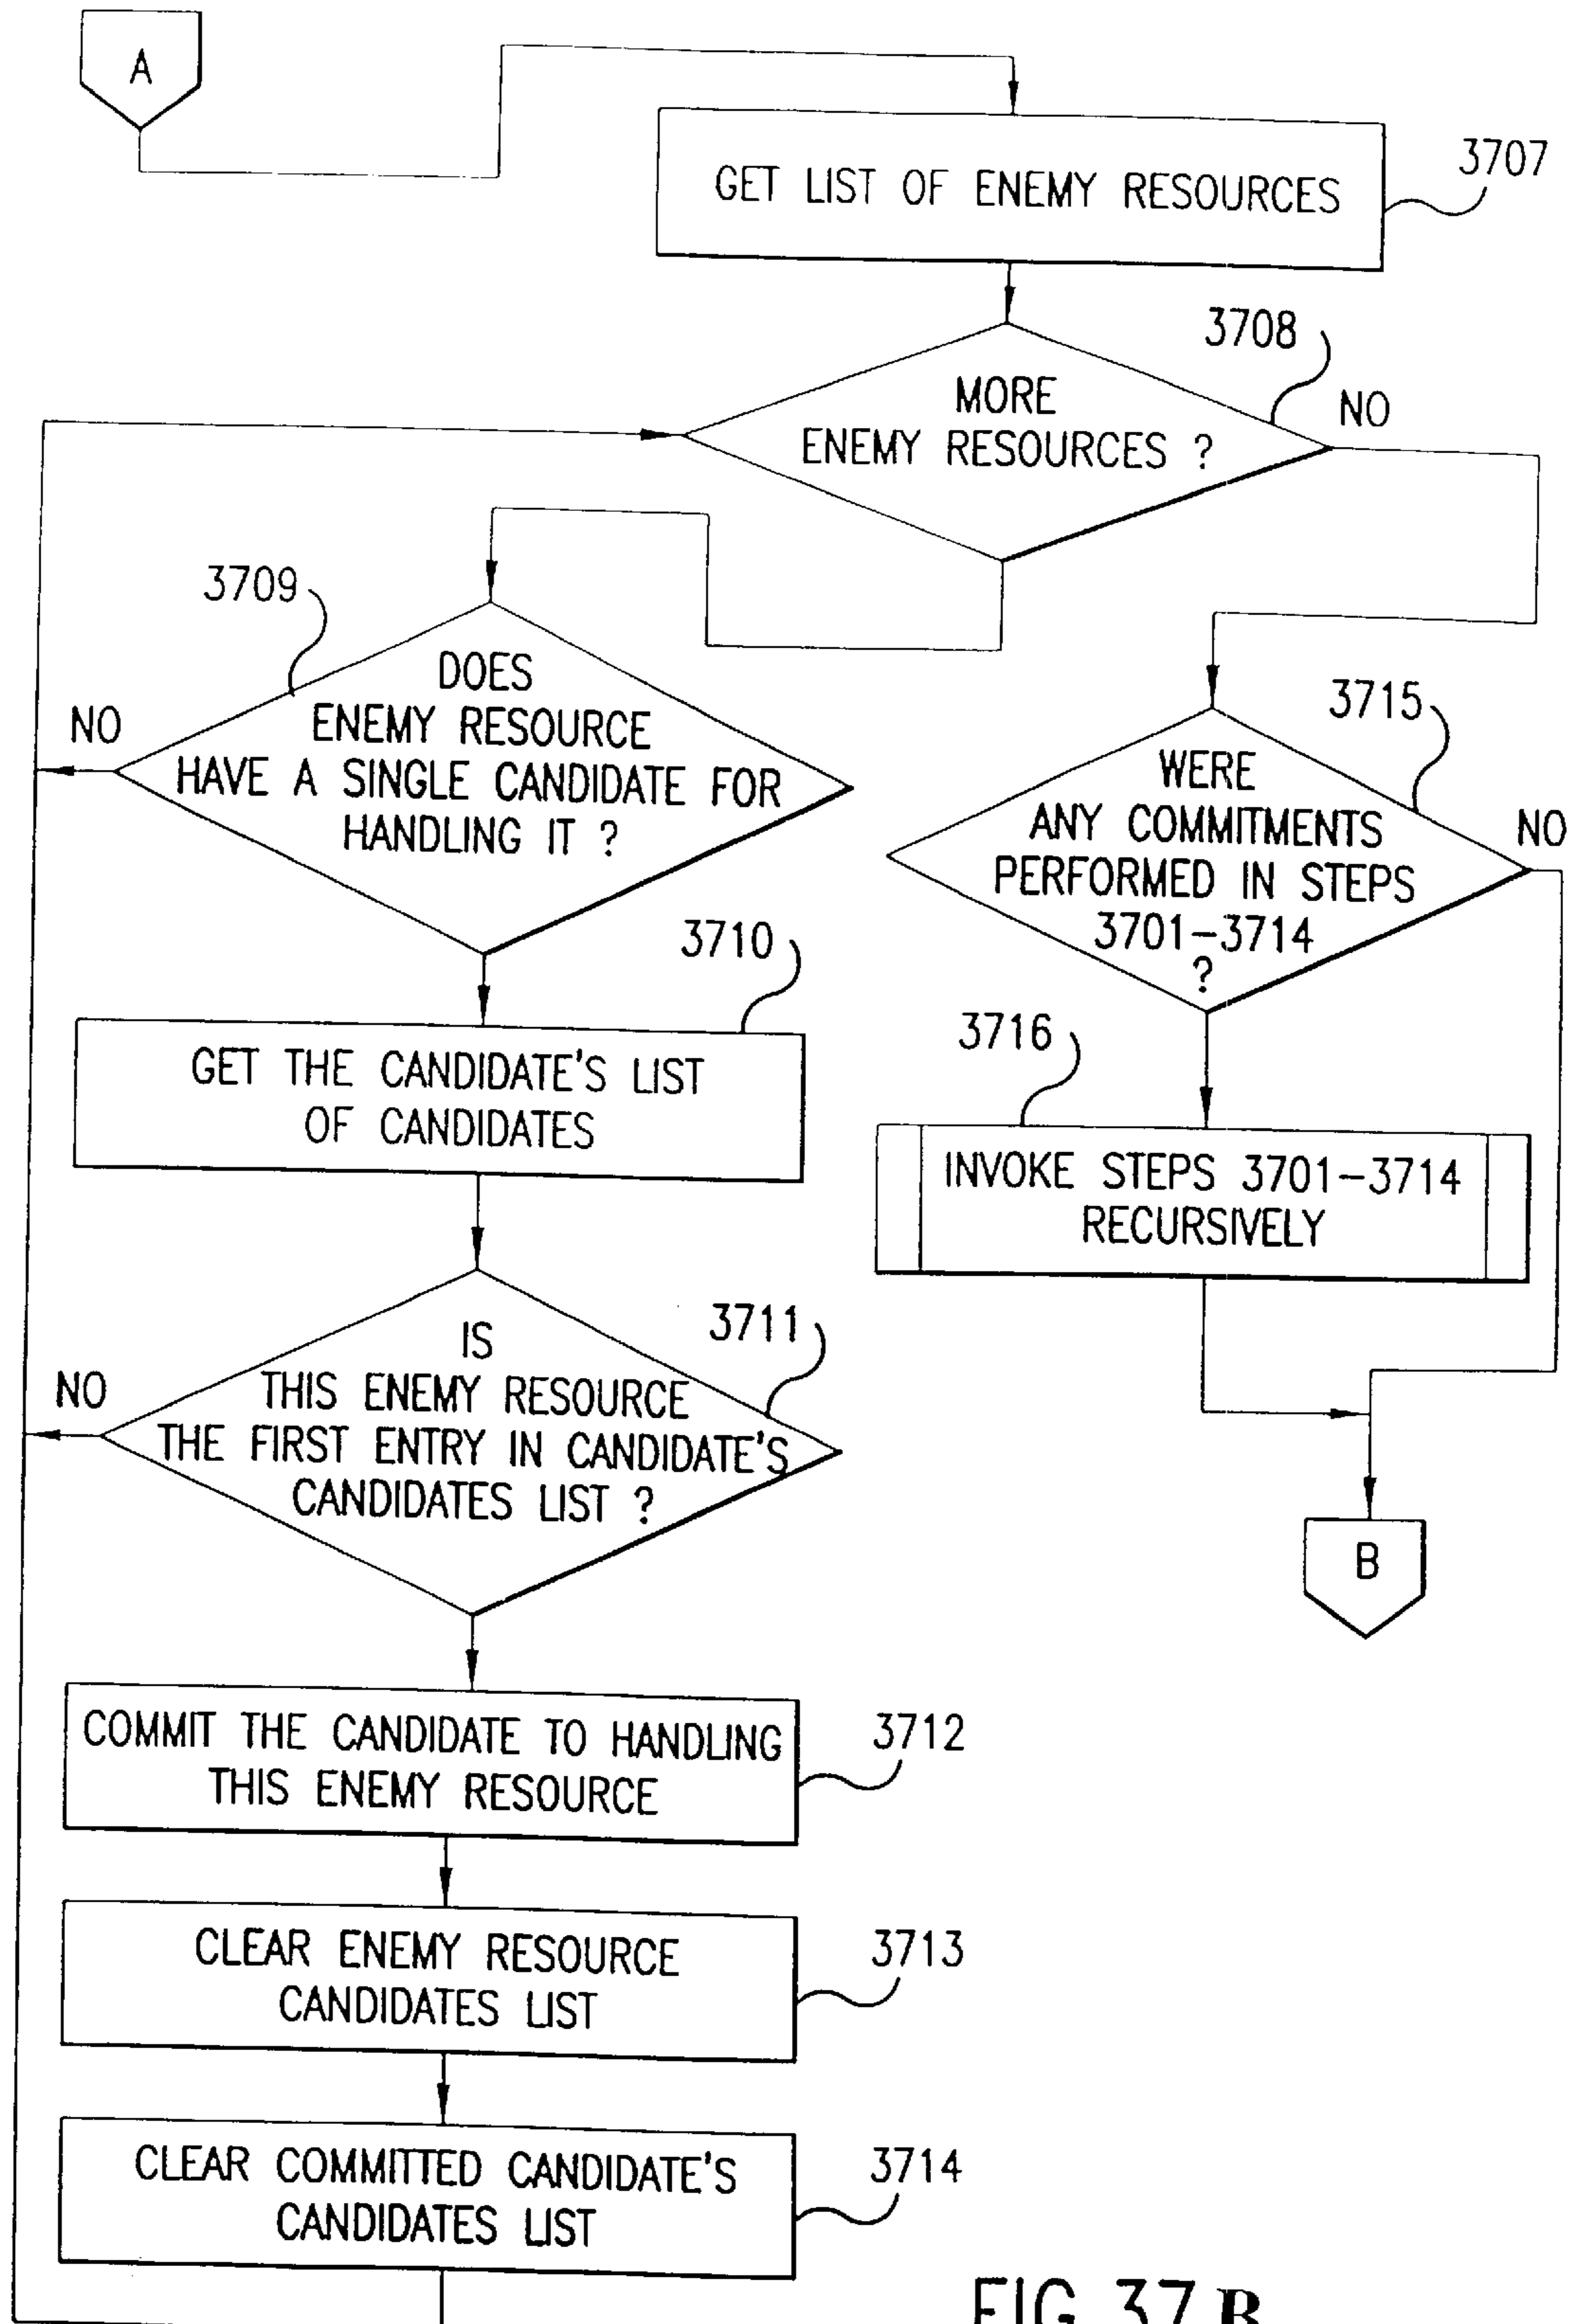 A
GET LIST OF ENEMY RESOURCES
3707
3708
MORE
ENEMY RESOURCES ?
NO
3709
DOES
ENEMY RESOURCE
HAVE A SINGLE CANDIDATE FOR
HANDLING IT ?
NO
3715
WERE
ANY COMMITMENTS
PERFORMED IN STEPS
3701-3714
?
NO
3710
GET THE CANDIDATE'S LIST
OF CANDIDATES
3716
INVOKE STEPS 3701-3714
RECURSIVELY
3711
IS
THIS ENEMY RESOURCE
THE FIRST ENTRY IN CANDIDATE'S
CANDIDATES LIST ?
NO
B
COMMIT THE CANDIDATE TO HANDLING
THIS ENEMY RESOURCE
3712
CLEAR ENEMY RESOURCE
CANDIDATES LIST
3713
CLEAR COMMITTED CANDIDATE'S
CANDIDATES LIST
3714
FIG. 37 B